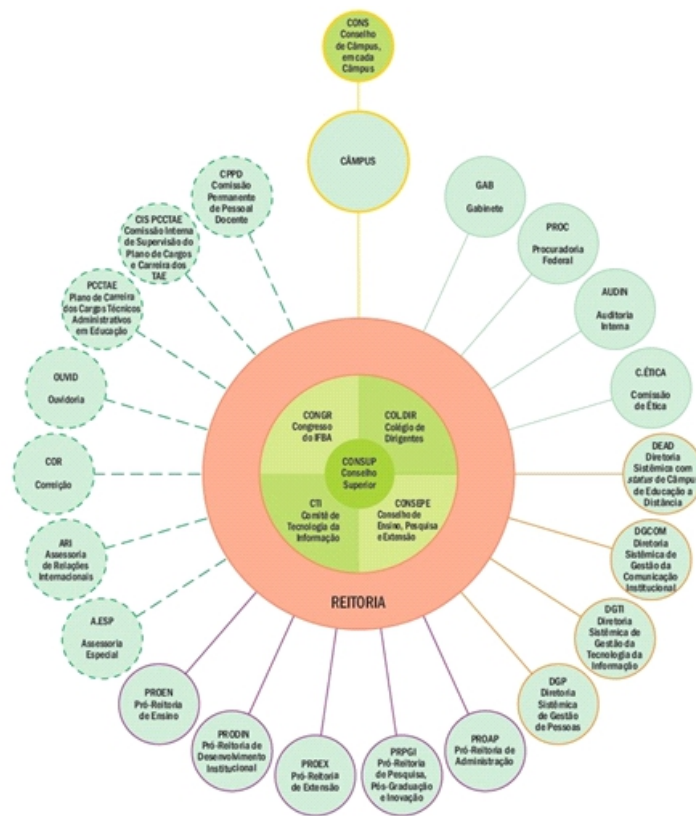 CONS
Conselho
de Câmpus,
em cada
Câmpus
CÂMPUS
GAB
Gabinete
PROC
Procuradoria
Federal
AUDIN
Auditoria
Interna
C.ÉTICA
Comissão
de Ética
DEAD
Diretoria
Sistêmica com
status de Câmpus
de Educação a
Distância
DGCOM
Diretoria
Sistêmica de
Gestão da
Comunicação
Institucional
DGTI
Diretoria
Sistêmica de
Gestão da
Tecnologia da
Informação
DGP
Diretoria
Sistêmica
de Gestão
de Pessoas
PROAP
Pró-Reitoria de
Administração
PRPGI
Pró-Reitoria
de Pesquisa,
Pós-Graduação
e Inovação
PROEX
Pró-Reitoria
de Extensão
PRODIN
Pró-Reitoria de
Desenvolvimento
Institucional
PROEN
Pró-Reitoria
de Ensino
A.ESP
Assessoria
Especial
ARI
Assessoria
de Relações
Internacionais
COR
Correição
OUVID
Ouvidoria
PCCTAE
Plano de Carreira
dos Cargos Técnicos
Administrativos
em Educação
CIS PCCTAE
Comissão Interna
de Supervisão do
Plano de Cargos
e Carreira dos
TAE
CPPD
Comissão
Permanente
de Pessoal
Docente
CONGR
Congresso
do IFBA
COL.DIR
Colégio de
Dirigentes
CONSUP
Conselho
Superior
CTI
Comitê de
Tecnologia da
Informação
CONSEPE
Conselho de
Ensino, Pesquisa
e Extensão
REITORIA